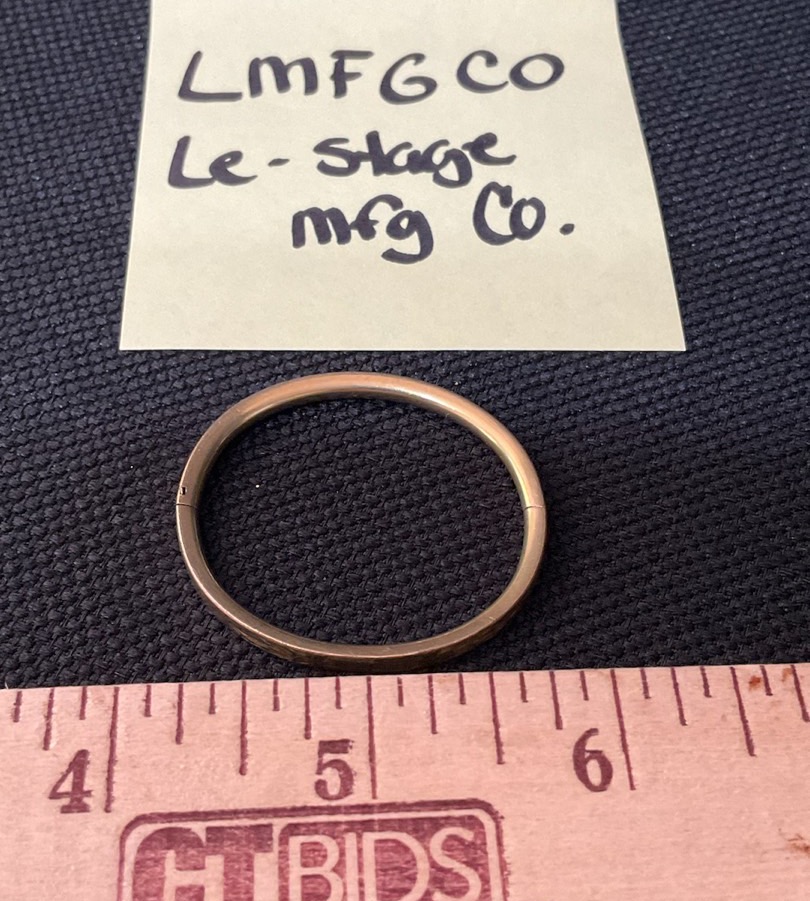 LMFGCO
Le-Stage
mfg Co.
4 5 6
CTBIDS